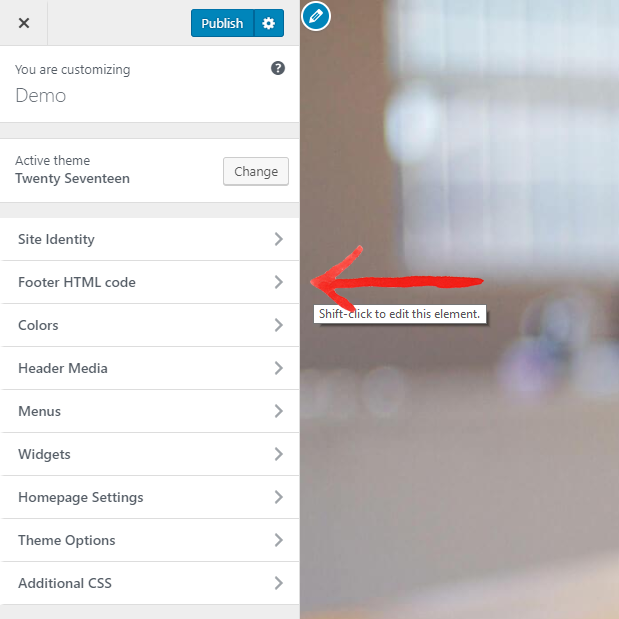 Publish
You are customizing
Demo
Active theme
Twenty Seventeen
Change
Site Identity
Footer HTML code
Shift-click to edit this element.
Colors
Header Media
Menus
Widgets
Homepage Settings
Theme Options
Additional CSS